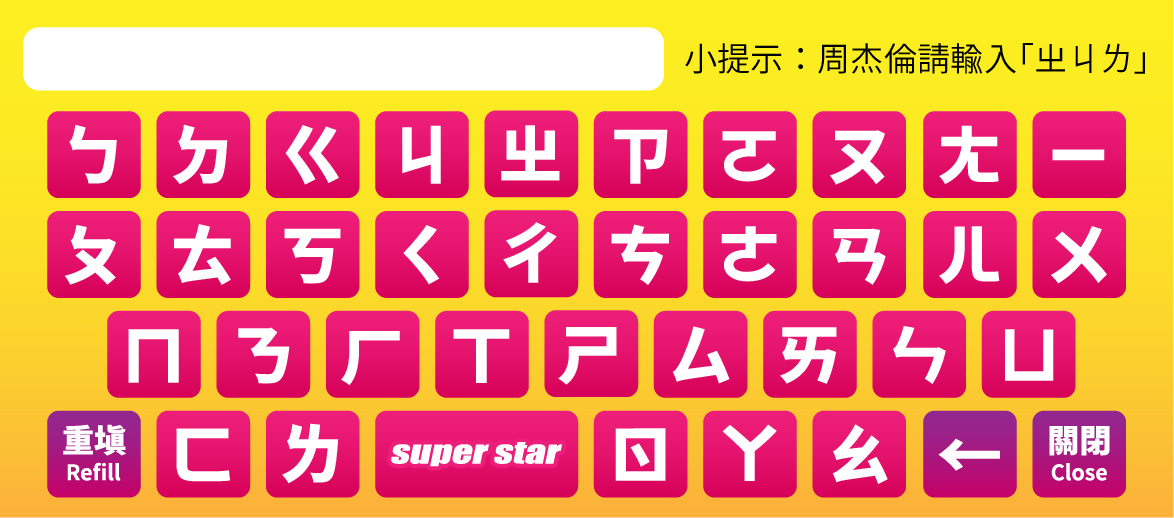 小提示：周杰倫請輸入「ㄓㄐㄌ」
ㄅ ㄉ ㄍ ㄐ ㄓ ㄗ ㄛ ㄡ ㄤ ㄧ
ㄆ ㄊ ㄎ ㄑ ㄔ ㄘ ㄜ ㄢ ㄦ ㄨ
ㄇ ㄋ ㄏ ㄒ ㄕ ㄙ ㄞ ㄣ ㄩ
重填 ㄈ ㄌ super star ㄖ ㄚ ㄠ ← 關閉
Refill Close